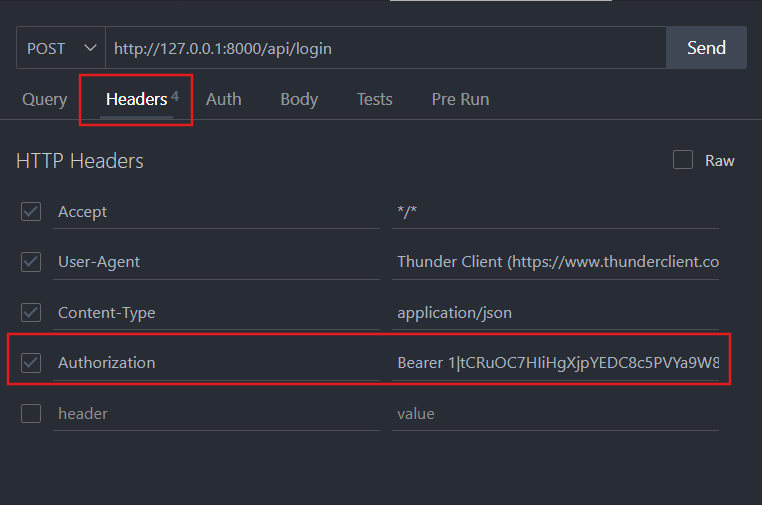 POST http://127.0.0.1:8000/api/login Send
Query Headers 4 Auth Body Tests Pre Run
HTTP Headers Raw
Accept */*
User-Agent Thunder Client (https://www.thunderclient.co
Content-Type application/json
Authorization Bearer 1|tCRuOC7HIiHgXjpYEDC8c5PVYa9W8
header value